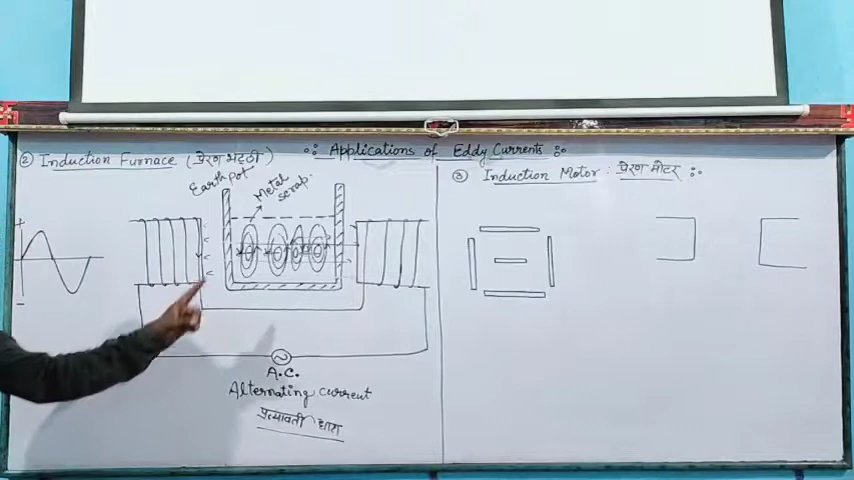 ∴ Applications of Eddy Currents :∙
② Induction Furnace (प्रेरण भट्टी)
Earth Pot
Metal
scrap.
+
-
A.C.
Alternating current
प्रत्यावर्ती धारा
③ Induction Motor : प्रेरण मोटर :∙